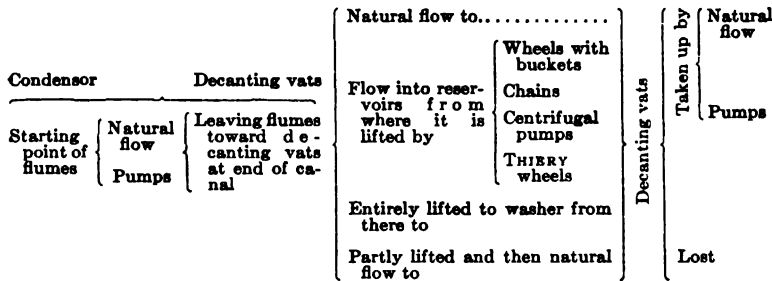 Condensor Decanting vats
Starting
point of
flumes
Natural
flow
Pumps
Leaving flumes
toward de-
canting vats
at end of ca-
nal
Natural flow to..............
Flow into reser-
voirs from
where it is
lifted by
Wheels with
buckets
Chains
Centrifugal
pumps
THIERY
wheels
Entirely lifted to washer from
there to
Partly lifted and then natural
flow to
Decanting vats
Taken up by
Natural
flow
Pumps
Lost